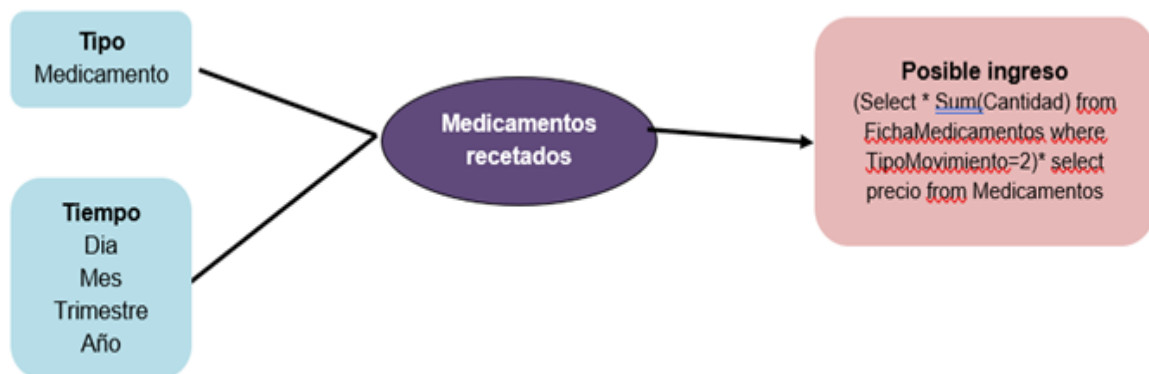 Tipo
Medicamento
Tiempo
Dia
Mes
Trimestre
Año
Medicamentos
recetados
Posible ingreso
(Select * Sum(Cantidad) from
FichaMedicamentos where
TipoMovimiento=2)* select
precio from Medicamentos